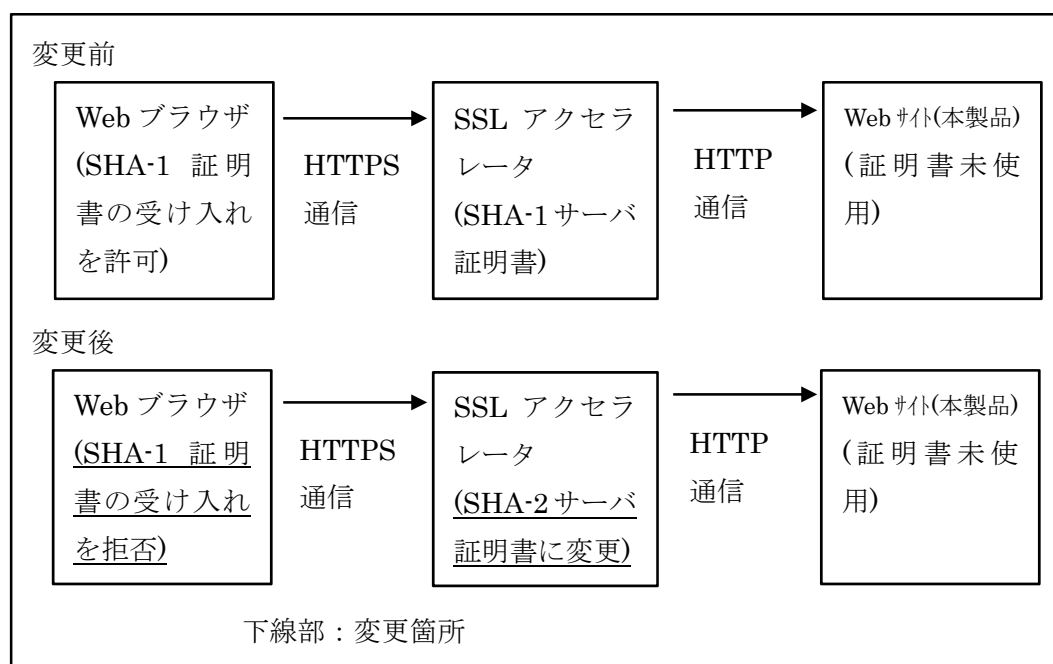 変更前
Web ブラウザ
(SHA-1 証明
書の受け入れ
を許可)
HTTPS
通信
SSL アクセラ
レータ
(SHA-1 サーバ
証明書)
HTTP
通信
Web ｻｲﾄ(本製品)
(証明書未使
用)
変更後
Web ブラウザ
(SHA-1 証明
書の受け入れ
を拒否)
HTTPS
通信
SSL アクセラ
レータ
(SHA-2 サーバ
証明書に変更)
HTTP
通信
Web ｻｲﾄ(本製品)
(証明書未使
用)
下線部：変更箇所